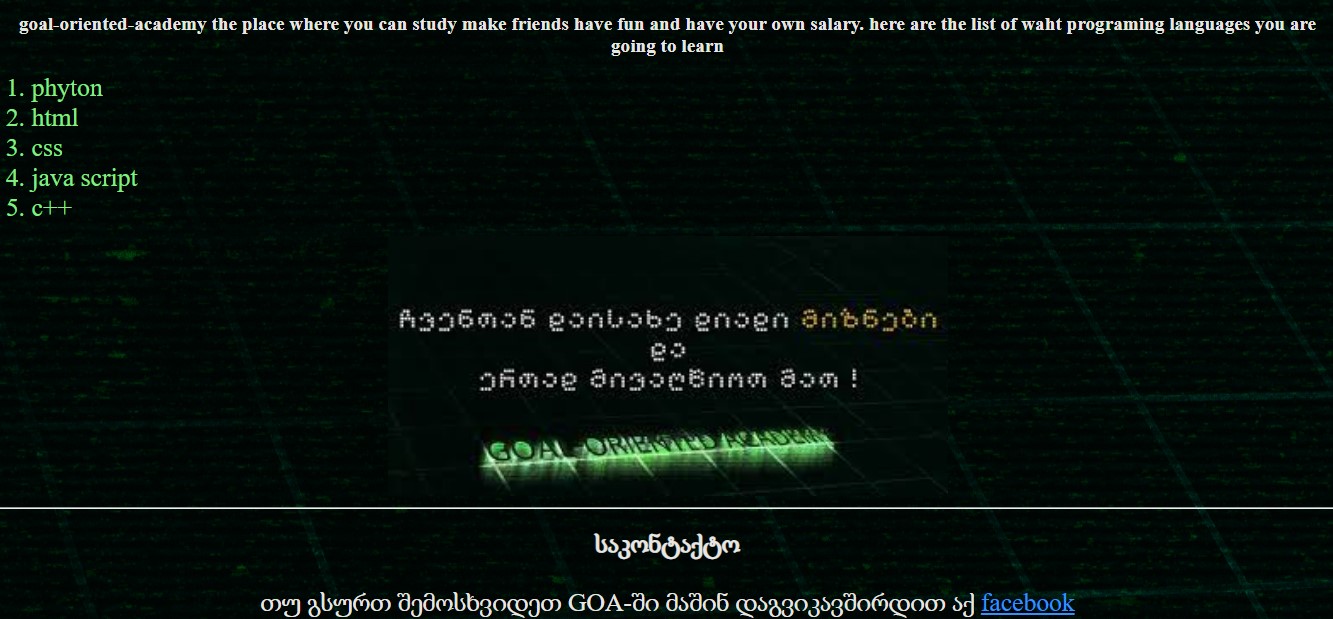 goal-oriented-academy the place where you can study make friends have fun and have your own salary. here are the list of waht programing languages you are
going to learn
1. phyton
2. html
3. css
4. java script
5. c++
ჩვენთან დაისახე დიადი მიზნები
და
ერთად მივაღწიოთ მათ !
GOAL-ORIENTED ACADEMY
საკონტაქტო
თუ გსურთ შემოსხვიდეთ GOA-ში მაშინ დაგვიკავშირდით აქ facebook